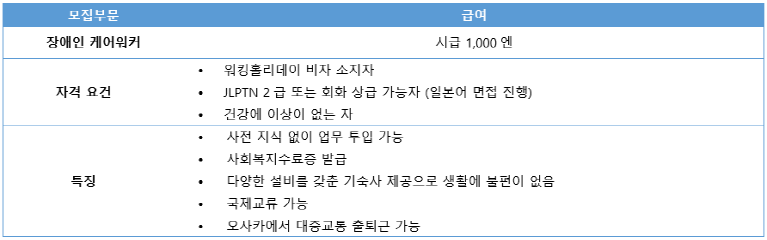 모집부문 급여
장애인 케어워커 시급 1,000 엔
자격 요건
• 워킹홀리데이 비자 소지자
• JLPTN 2 급 또는 회화 상급 가능자 (일본어 면접 진행)
• 건강에 이상이 없는 자
특징
• 사전 지식 없이 업무 투입 가능
• 사회복지수료증 발급
• 다양한 설비를 갖춘 기숙사 제공으로 생활에 불편이 없음
• 국제교류 가능
• 오사카에서 대중교통 출퇴근 가능